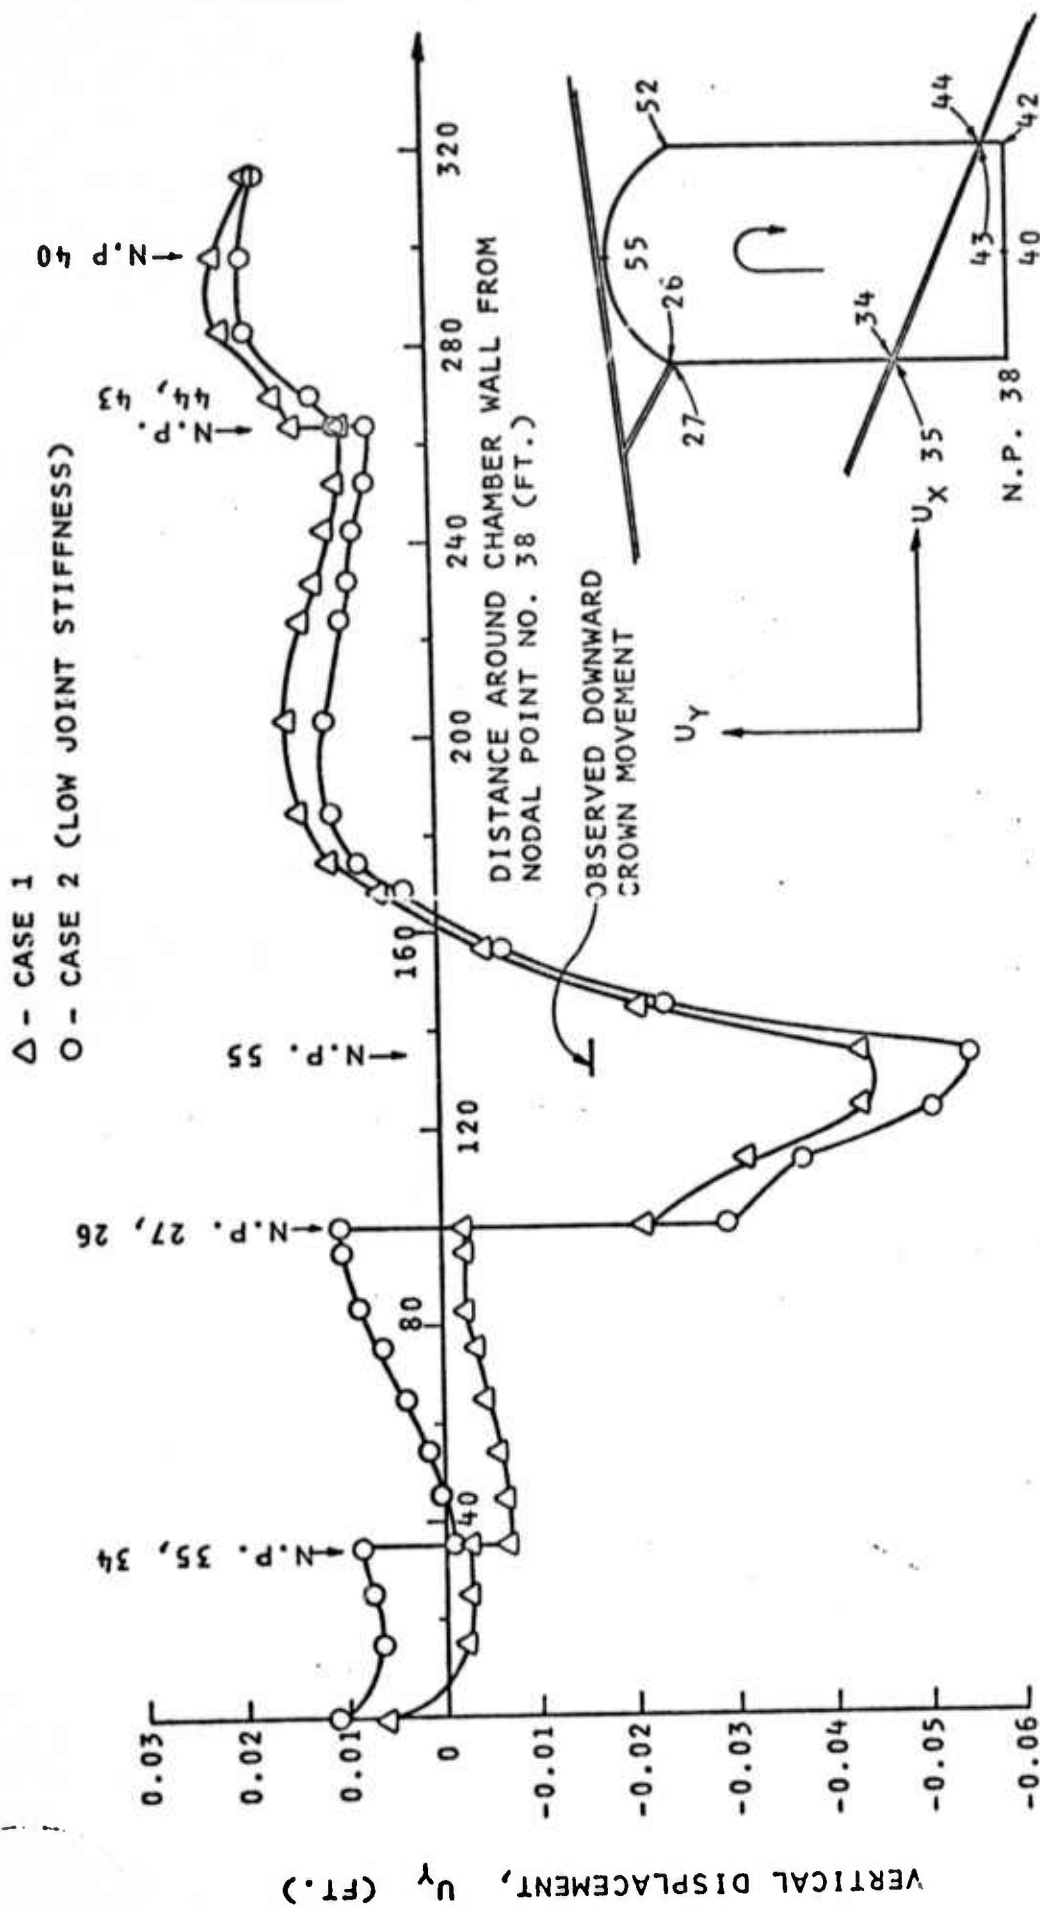 △ - CASE 1
O - CASE 2 (LOW JOINT STIFFNESS)
VERTICAL DISPLACEMENT, UY (FT.)
0.03
0.02
0.01
0
-0.01
-0.02
-0.03
-0.04
-0.05
-0.06
40
80
120
160
200
240
280
320
N.P. 35, 34
N.P. 27, 26
N.P. 55
N.P. 44, 43
N.P 40
DISTANCE AROUND CHAMBER WALL FROM
NODAL POINT NO. 38 (FT.)
OBSERVED DOWNWARD
CROWN MOVEMENT
UY
UX
55
52
26
27
34
35
44
43
N.P. 38
40
42